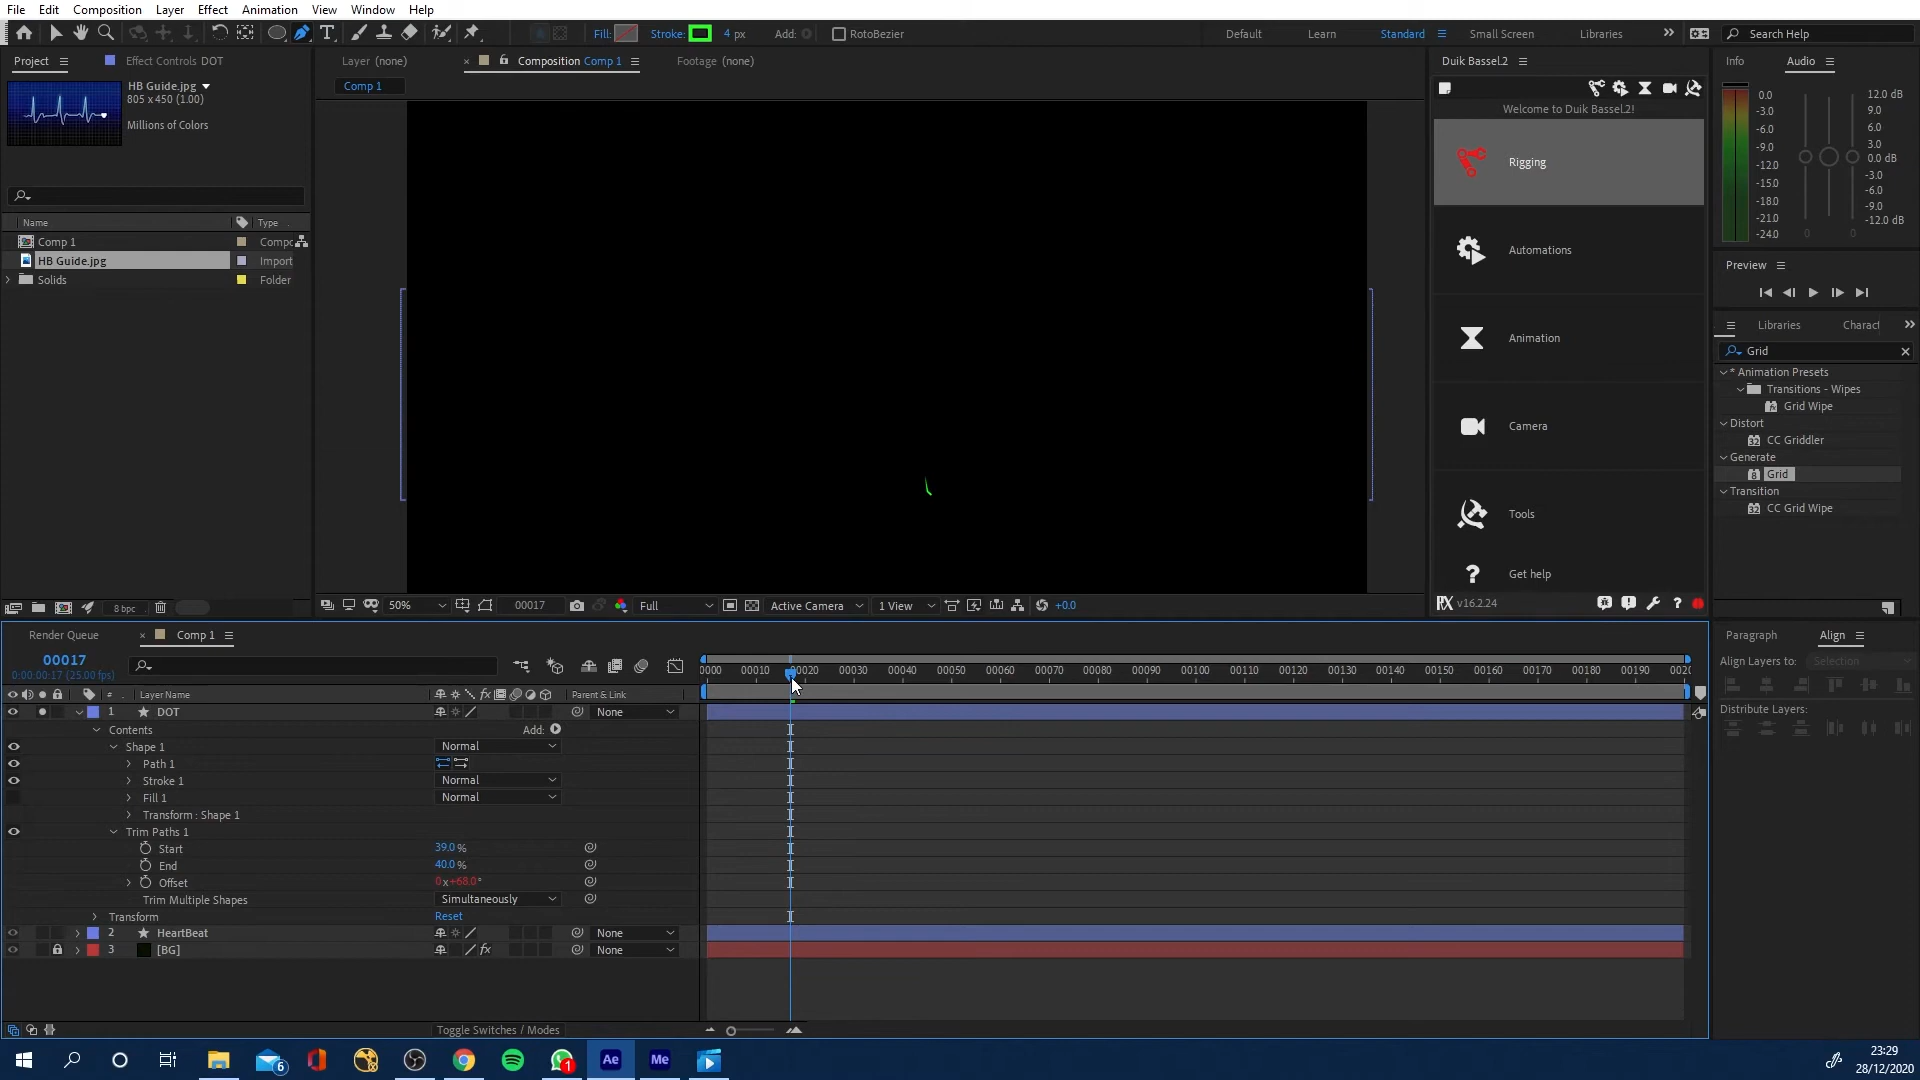 File Edit Composition Layer Effect Animation View Window Help
Fill: Stroke: 4 px Add: RotoBezier Default Learn Standard Small Screen Libraries Search Help
Project Effect Controls DOT Layer (none) Composition Comp 1 Footage (none) Duik Bassel.2 Info Audio
HB Guide.jpg
805 x 450 (1.00)
Millions of Colors
Comp 1
Welcome to Duik Bassel.2!
Rigging
Automations
Animation
Camera
Tools
Get help
v16.2.24
0.0
-3.0
-6.0
-9.0
-12.0
-15.0
-18.0
-21.0
-24.0
12.0 dB
9.0
6.0
3.0
0.0 dB
-3.0
-6.0
-9.0
-12.0 dB
0 0
Name Type
Comp 1 Compo
HB Guide.jpg Import
Solids Folder
Preview
Libraries Charact
Grid
* Animation Presets
Transitions - Wipes
Grid Wipe
Distort
CC Griddler
Generate
Grid
Transition
CC Grid Wipe
8 bpc
50% 00017 Full Active Camera 1 View +0.0
Render Queue Comp 1
00017
0:00:00:17 (25.00 fps)
0000 00010 00020 00030 00040 00050 00060 00070 00080 00090 00100 00110 00120 00130 00140 00150 00160 00170 00180 00190 0020
# Layer Name fx Parent & Link
1 DOT None
Contents Add:
Shape 1 Normal
Path 1
Stroke 1 Normal
Fill 1 Normal
Transform : Shape 1
Trim Paths 1
Start 39.0 %
End 40.0 %
Offset 0 x +68.0 °
Trim Multiple Shapes Simultaneously
Transform Reset
2 HeartBeat None
3 [BG] fx None
Toggle Switches / Modes
Paragraph Align
Align Layers to: Selection
Distribute Layers:
6 1 Ae Me
23:29
28/12/2020